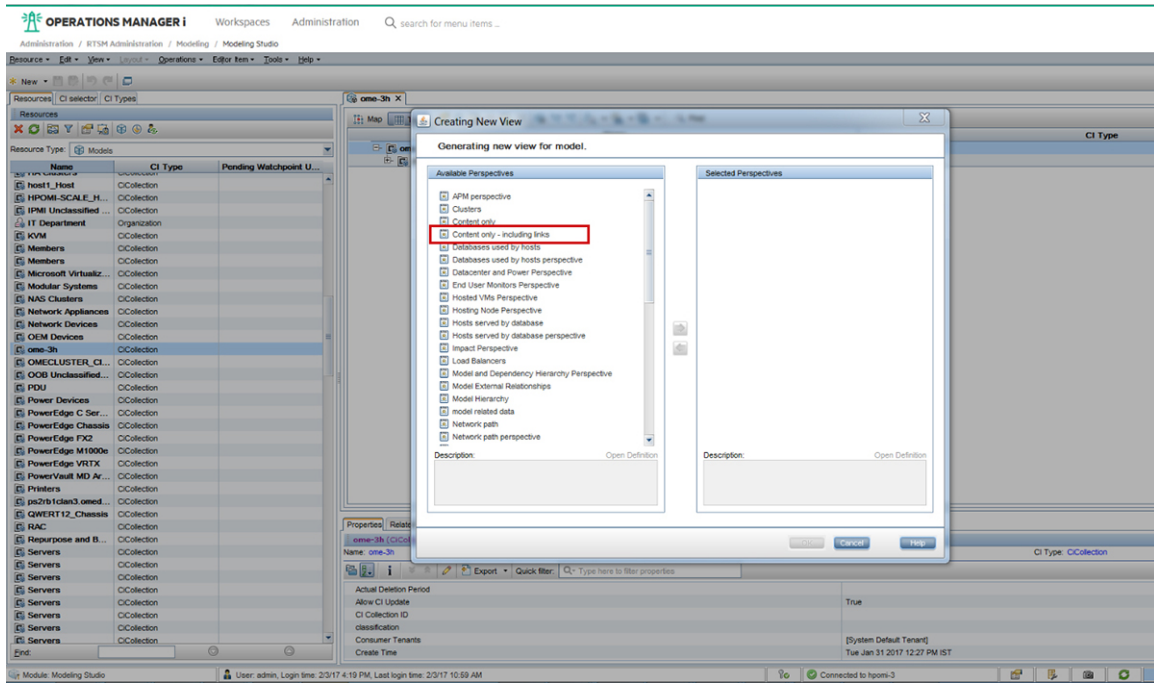 OPERATIONS MANAGER i Workspaces Administration search for menu items ...
Administration / RTSM Administration / Modeling / Modeling Studio
Resource Edit View Layout Operations Editor Item Tools Help
New
Resources CI selector CI Types
ome-3h X
Resources
Map
Resource Type: Models
Name CI Type Pending Watchpoint U...
HA Clusters CiCollection
host1_Host CiCollection
HPOMI-SCALE_H... CiCollection
IPMI Unclassified ... CiCollection
IT Department Organization
KVM CiCollection
Members CiCollection
Members CiCollection
Microsoft Virtualiz... CiCollection
Modular Systems CiCollection
NAS Clusters CiCollection
Network Appliances CiCollection
Network Devices CiCollection
OEM Devices CiCollection
ome-3h CiCollection
OMECLUSTER_CI... CiCollection
OOB Unclassified... CiCollection
PDU CiCollection
Power Devices CiCollection
PowerEdge C Ser... CiCollection
PowerEdge Chassis CiCollection
PowerEdge FX2 CiCollection
PowerEdge M1000e CiCollection
PowerEdge VRTX CiCollection
PowerVault MD Ar... CiCollection
Printers CiCollection
ps2rb1clan3.omed... CiCollection
QWERT12_Chassis CiCollection
RAC CiCollection
Repurpose and B... CiCollection
Servers CiCollection
Servers CiCollection
Servers CiCollection
Servers CiCollection
Servers CiCollection
Servers CiCollection
Servers CiCollection
Servers CiCollection
Find:
CI Type
Creating New View
Generating new view for model.
Available Perspectives
APM perspective
Clusters
Content only
Content only - including links
Databases used by hosts
Databases used by hosts perspective
Datacenter and Power Perspective
End User Monitors Perspective
Hosted VMs Perspective
Hosting Node Perspective
Hosts served by database
Hosts served by database perspective
Impact Perspective
Load Balancers
Model and Dependency Hierarchy Perspective
Model External Relationships
Model Hierarchy
model related data
Network path
Network path perspective
Description: Open Definition
Selected Perspectives
Description: Open Definition
Cancel Help
Properties Relate
ome-3h (CiCol
Name: ome-3h CI Type: CiCollection
Export Quick filter: Type here to filter properties
Actual Deletion Period
Allow CI Update True
CI Collection ID
classification
Consumer Tenants [System Default Tenant]
Create Time Tue Jan 31 2017 12:27 PM IST
Module: Modeling Studio User: admin, Login time: 2/3/17 4:19 PM, Last login time: 2/3/17 10:59 AM Connected to hpomi-3